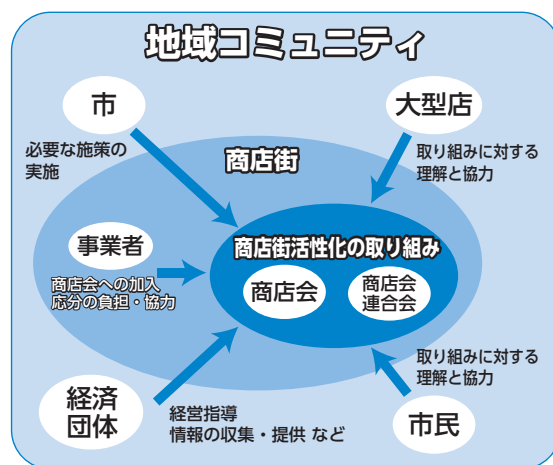 地域コミュニティ
市
必要な施策の
実施
大型店
取り組みに対する
理解と協力
商店街
事業者
商店会への加入
応分の負担・協力
商店街活性化の取り組み
商店会
商店会
連合会
経済
団体
経営指導
情報の収集・提供 など
取り組みに対する
理解と協力
市民